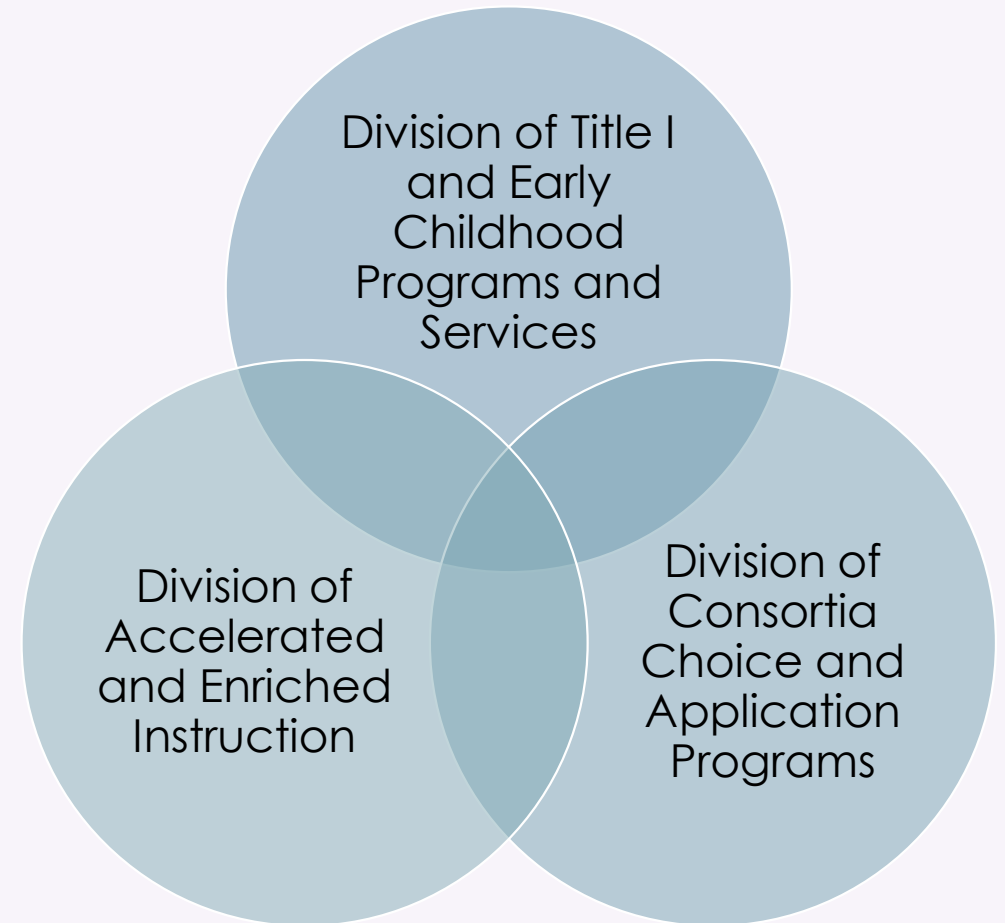 Division of Title I
and Early
Childhood
Programs and
Services
Division of
Accelerated
and Enriched
Instruction
Division of
Consortia
Choice and
Application
Programs